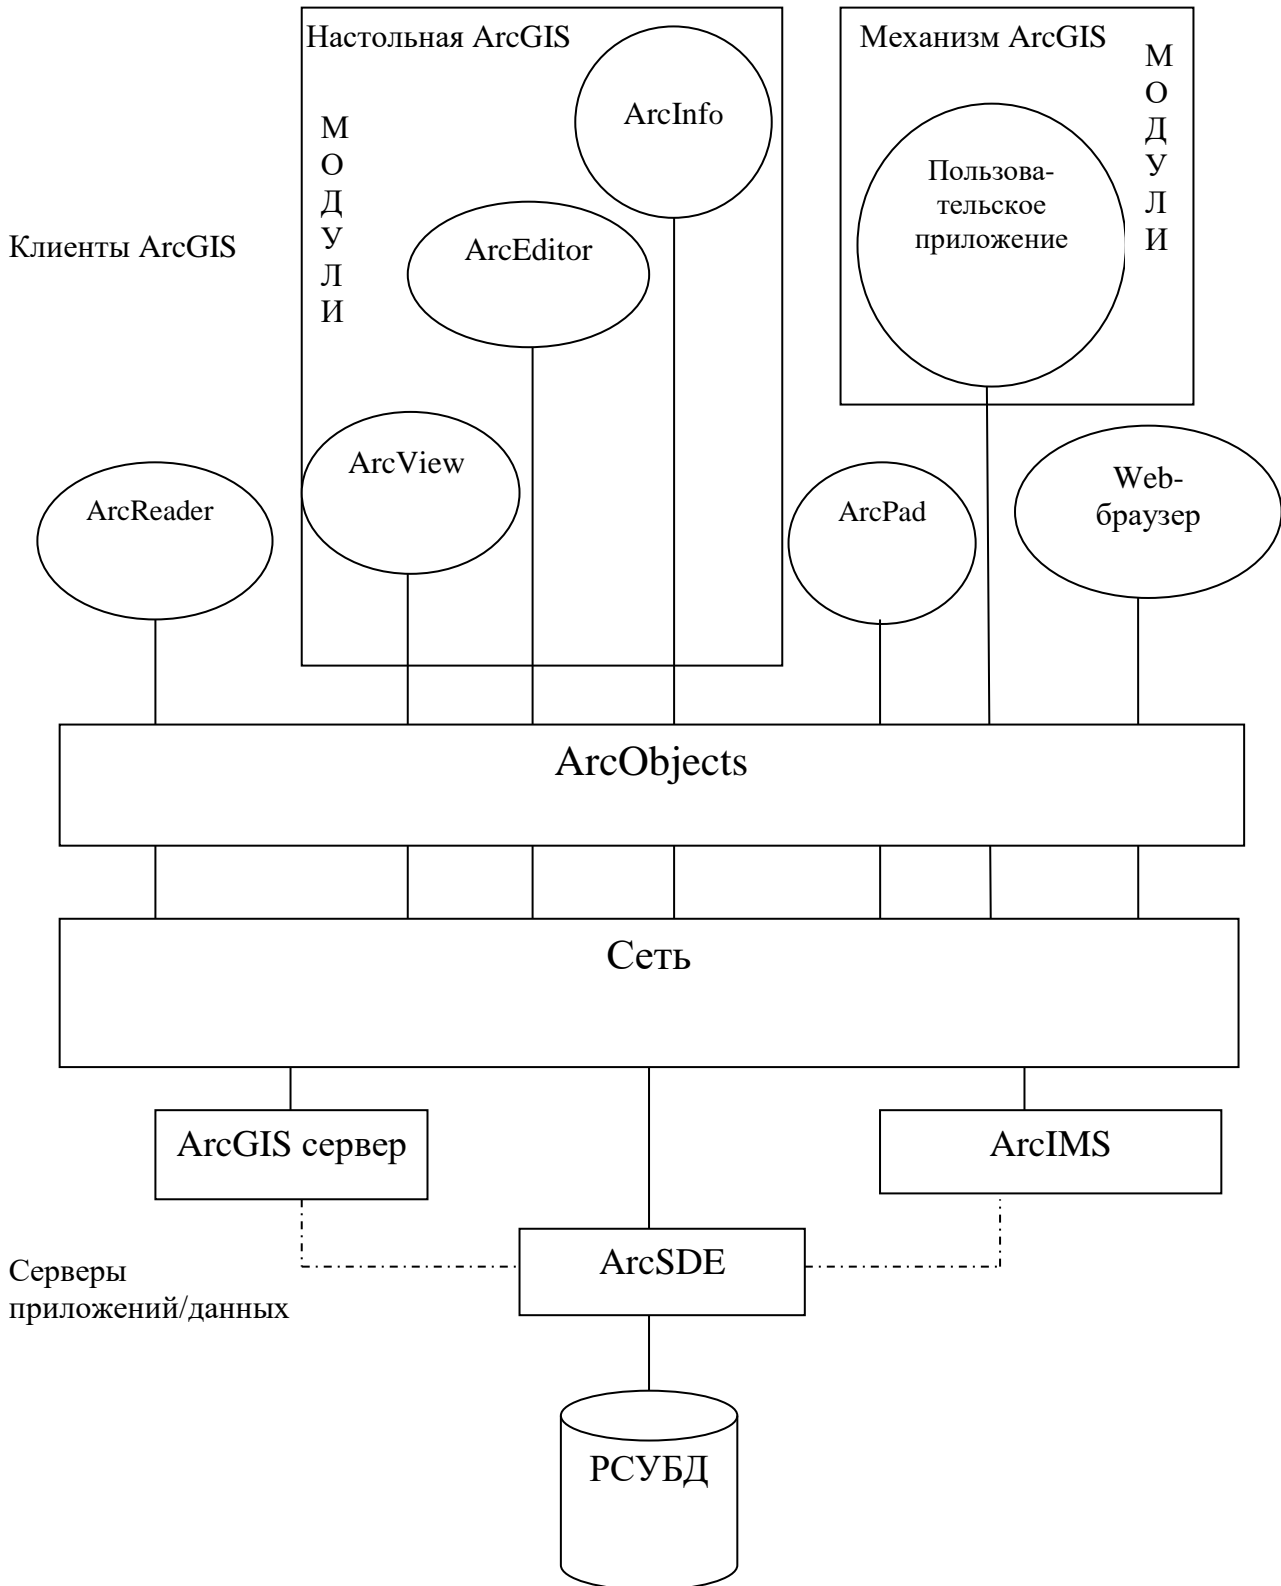 Настольная ArcGIS
Механизм ArcGIS
М
О
Д
У
Л
И
ArcInfo
М
О
Д
У
Л
И
Пользова-
тельское
приложение
Клиенты ArcGIS
ArcEditor
ArcView
ArcReader
ArcPad
Web-
браузер
ArcObjects
Сеть
ArcGIS сервер
ArcIMS
ArcSDE
Серверы
приложений/данных
РСУБД